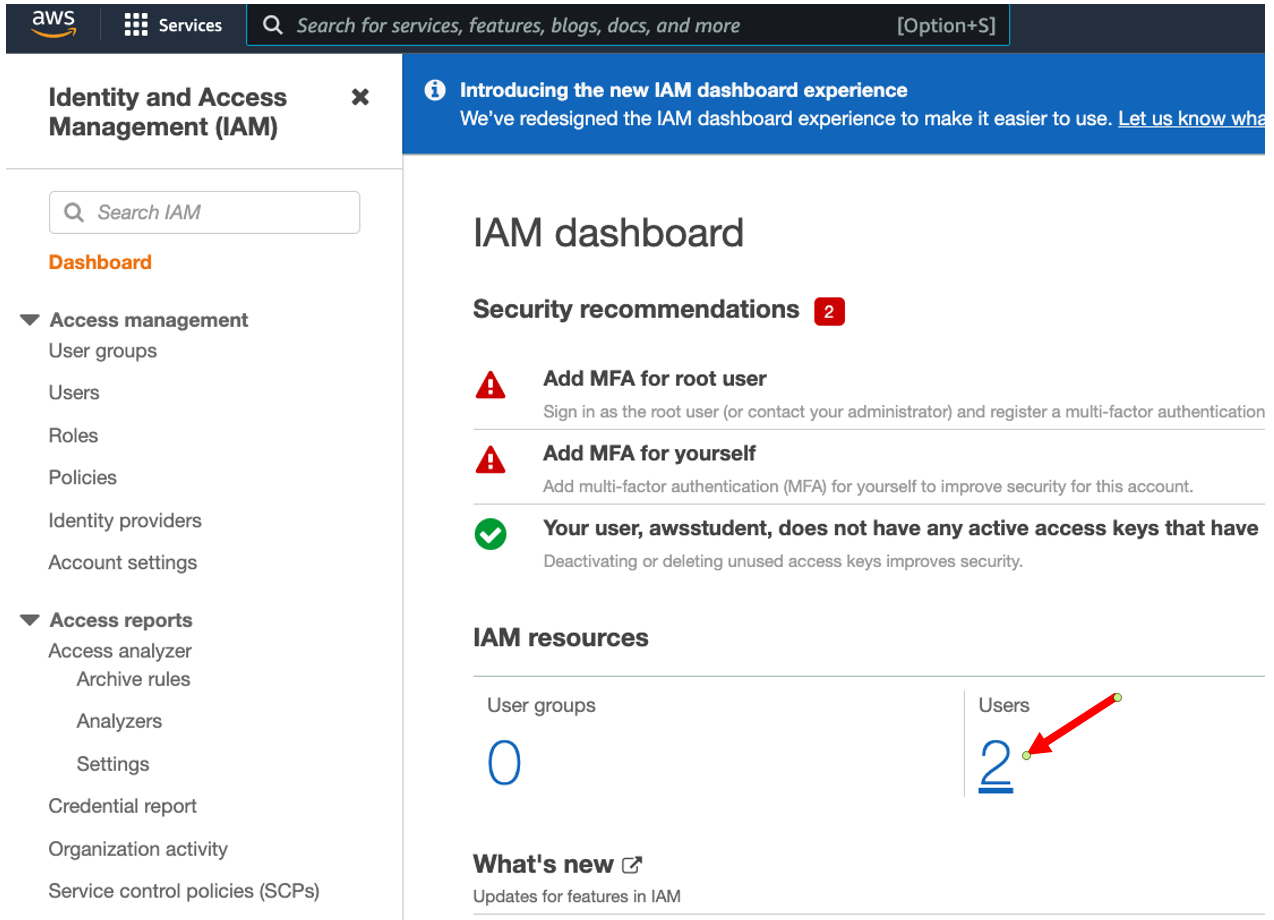 aws
Services
Search for services, features, blogs, docs, and more
[Option+S]
Identity and Access
Management (IAM)
Introducing the new IAM dashboard experience
We've redesigned the IAM dashboard experience to make it easier to use. Let us know wha
Search IAM
Dashboard
Access management
User groups
Users
Roles
Policies
Identity providers
Account settings
Access reports
Access analyzer
Archive rules
Analyzers
Settings
Credential report
Organization activity
Service control policies (SCPs)
IAM dashboard
Security recommendations 2
Add MFA for root user
Sign in as the root user (or contact your administrator) and register a multi-factor authentication
Add MFA for yourself
Add multi-factor authentication (MFA) for yourself to improve security for this account.
Your user, awsstudent, does not have any active access keys that have
Deactivating or deleting unused access keys improves security.
IAM resources
User groups
0
Users
2
What's new
Updates for features in IAM